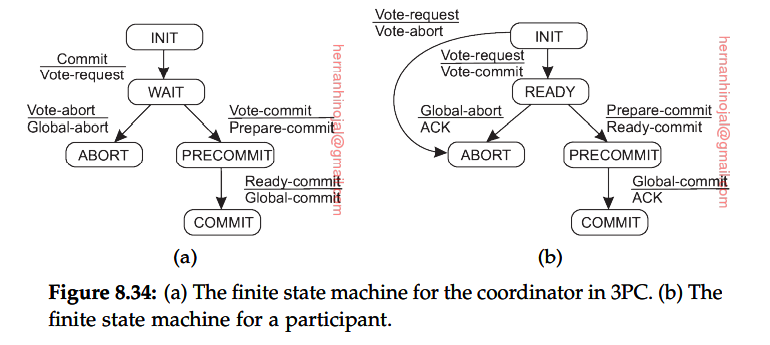 INIT
Commit
Vote-request
WAIT
Vote-abort
Global-abort
Vote-commit
Prepare-commit
ABORT
PRECOMMIT
Ready-commit
Global-commit
COMMIT
(a)
hernanhinojal@gmail.com
Vote-request
Vote-abort
INIT
Vote-request
Vote-commit
READY
Global-abort
ACK
Prepare-commit
Ready-commit
ABORT
PRECOMMIT
Global-commit
ACK
COMMIT
(b)
hernanhinojal@gmail.com
Figure 8.34: (a) The finite state machine for the coordinator in 3PC. (b) The
finite state machine for a participant.